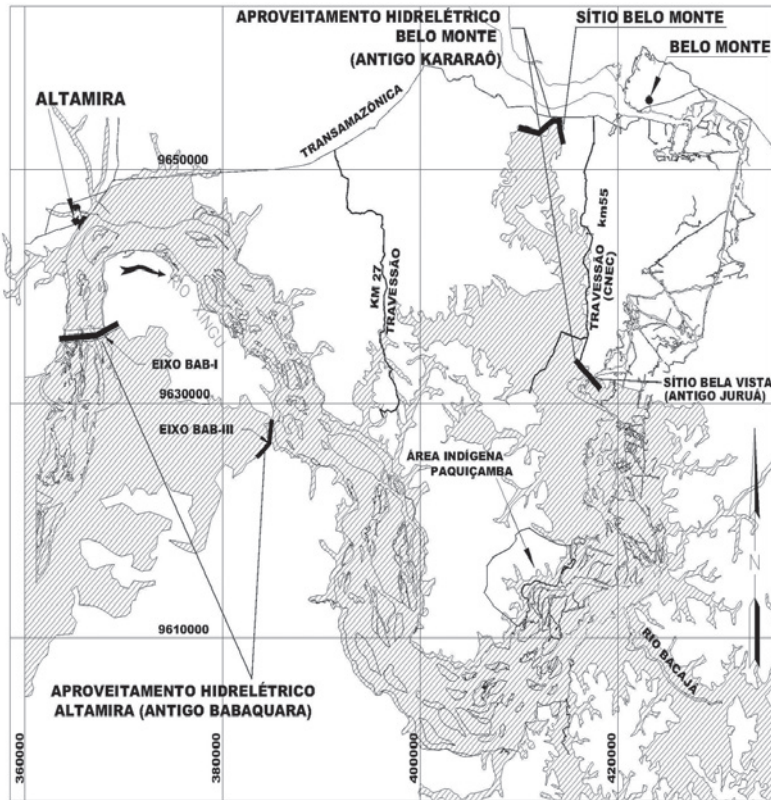 APROVEITAMENTO HIDRELÉTRICO
BELO MONTE
(ANTIGO KARARAÔ)
SÍTIO BELO MONTE
BELO MONTE
ALTAMIRA
TRANSAMAZÔNICA
9650000
KM 27
TRAVESSÃO
TRAVESSÃO
(CNEC)
km55
RIO XINGU
EIXO BAB-I
9630000
SÍTIO BELA VISTA
(ANTIGO JURUÁ)
EIXO BAB-III
ÁREA INDÍGENA
PAQUIÇAMBA
N
9610000
RIO BACAJÁ
APROVEITAMENTO HIDRELÉTRICO
ALTAMIRA (ANTIGO BABAQUARA)
360000
380000
400000
420000